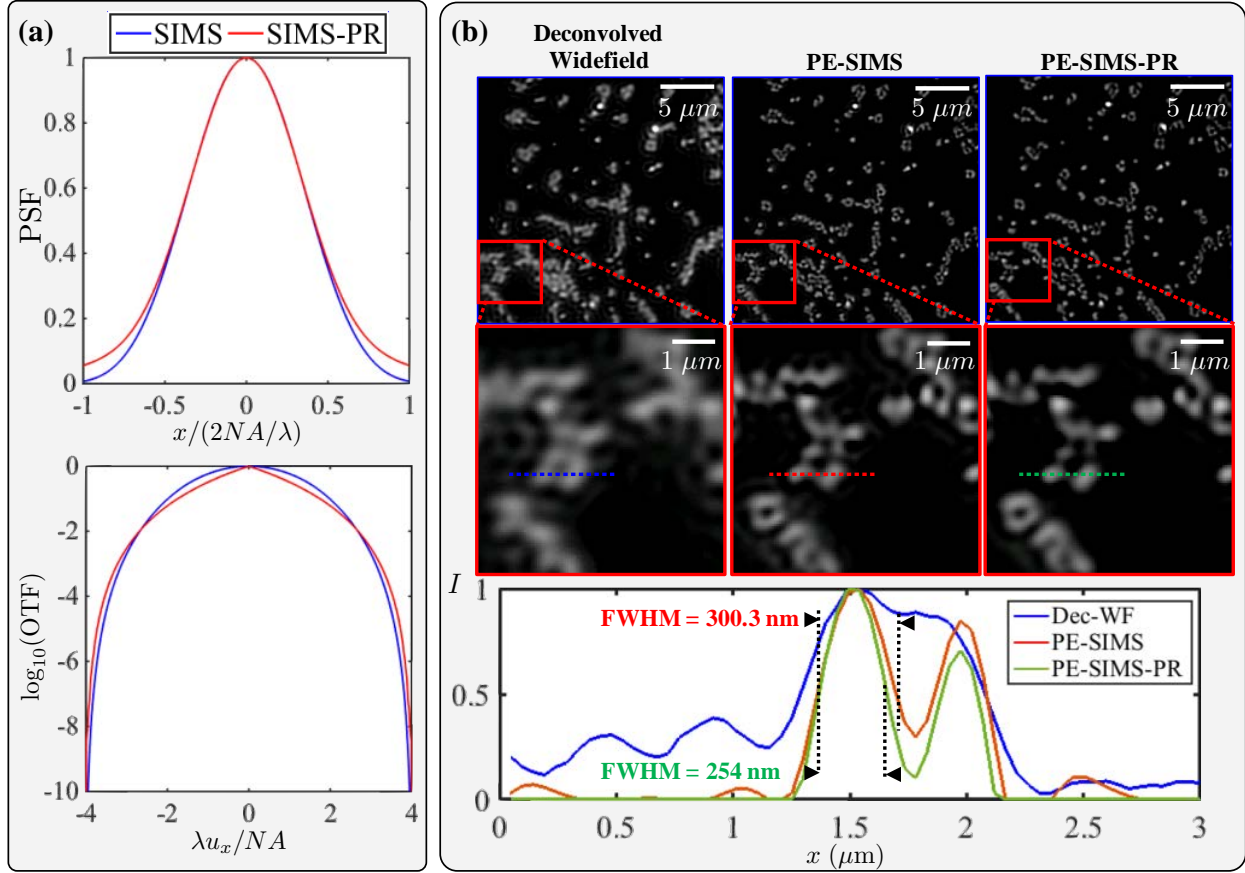 (a)
SIMS SIMS-PR
1
0.8
0.6
0.4
0.2
0
PSF
-1 -0.5 0 0.5 1
x/(2NA/λ)
0
-2
-4
-6
-8
-10
log₁₀(OTF)
-4 -2 0 2 4
λuₓ/NA
(b)
Deconvolved
Widefield
PE-SIMS
PE-SIMS-PR
5 μm
5 μm
5 μm
1 μm
1 μm
1 μm
I
1
0.5
0
FWHM = 300.3 nm
FWHM = 254 nm
Dec-WF
PE-SIMS
PE-SIMS-PR
0 0.5 1 1.5 2 2.5 3
x (μm)